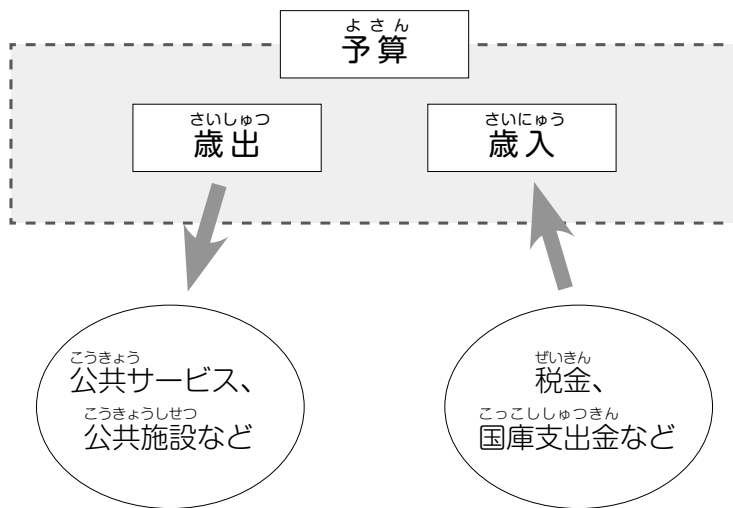 よさん
予算
さいしゅつ
歳出
さいにゅう
歳入
こうきょう
公共サービス、
こうきょうしせつ
公共施設など
ぜいきん
税金、
こっこししゅつきん
国庫支出金など